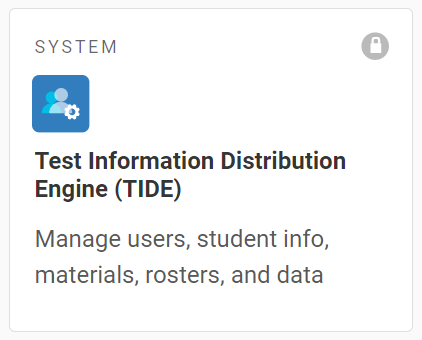 SYSTEM
Test Information Distribution
Engine (TIDE)
Manage users, student info,
materials, rosters, and data